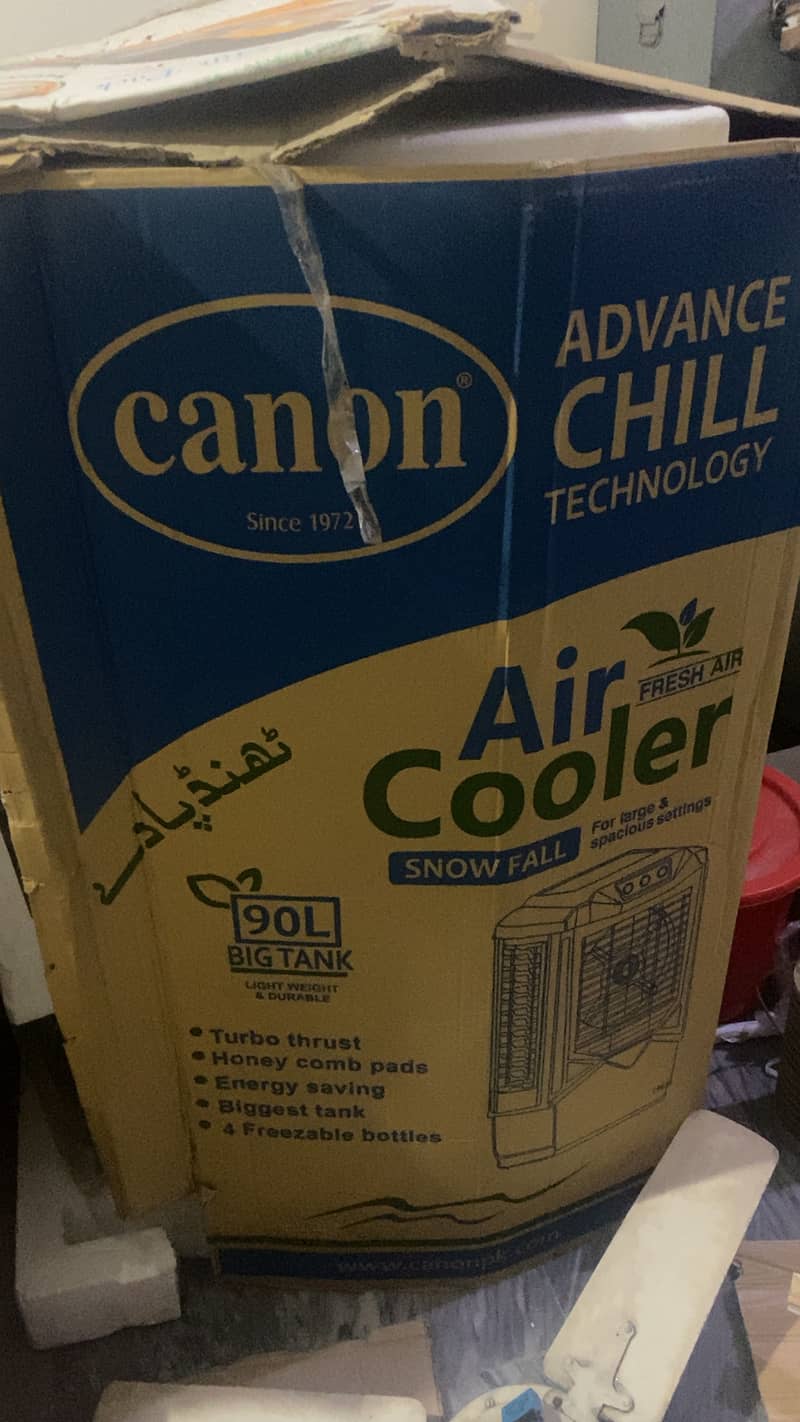 canon®
Since 1972
ADVANCE
CHILL
TECHNOLOGY
Air
FRESH AIR
Cooler
For large &
spacious settings
SNOW FALL
ٹھنڈپادے
90L
BIG TANK
LIGHT WEIGHT
& DURABLE
• Turbo thrust
• Honey comb pads
• Energy saving
• Biggest tank
• 4 Freezable bottles
www.canonpk.com